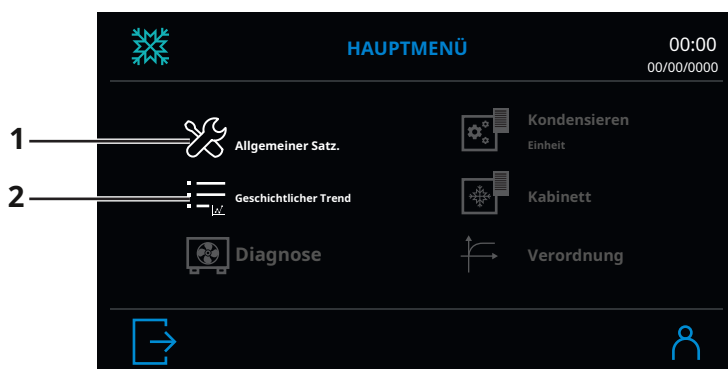 HAUPTMENÜ
00:00
00/00/0000
1
Allgemeiner Satz.
Kondensieren
Einheit
2
Geschichtlicher Trend
Kabinett
Diagnose
Verordnung